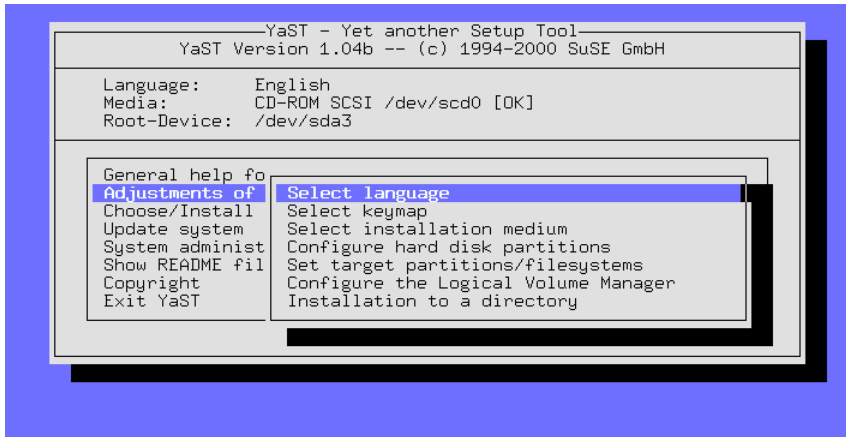 YaST - Yet another Setup Tool
YaST Version 1.04b -- (c) 1994-2000 SuSE GmbH
Language: English
Media: CD-ROM SCSI /dev/scd0 [OK]
Root-Device: /dev/sda3
General help fo
Adjustments of Select language
Choose/Install Select keymap
Update system Select installation medium
System administ Configure hard disk partitions
Show README fil Set target partitions/filesystems
Copyright Configure the Logical Volume Manager
Exit YaST Installation to a directory